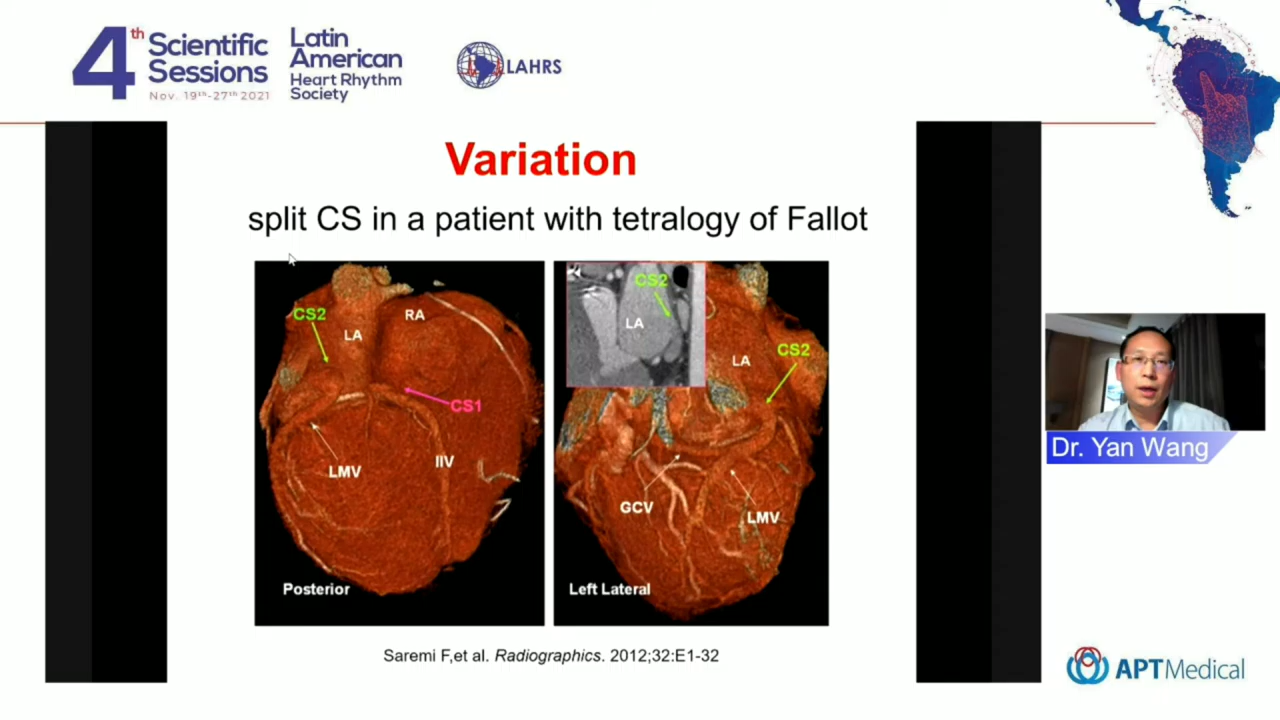 4th Scientific Sessions
Nov. 19th-27th 2021
Latin American Heart Rhythm Society
LAHRS
Variation
split CS in a patient with tetralogy of Fallot
CS2
LA
RA
CS1
LMV
IIV
Posterior
CS2
LA
LA
CS2
GCV
LMV
Left Lateral
Saremi F,et al. Radiographics. 2012;32:E1-32
Dr. Yan Wang
APTMedical